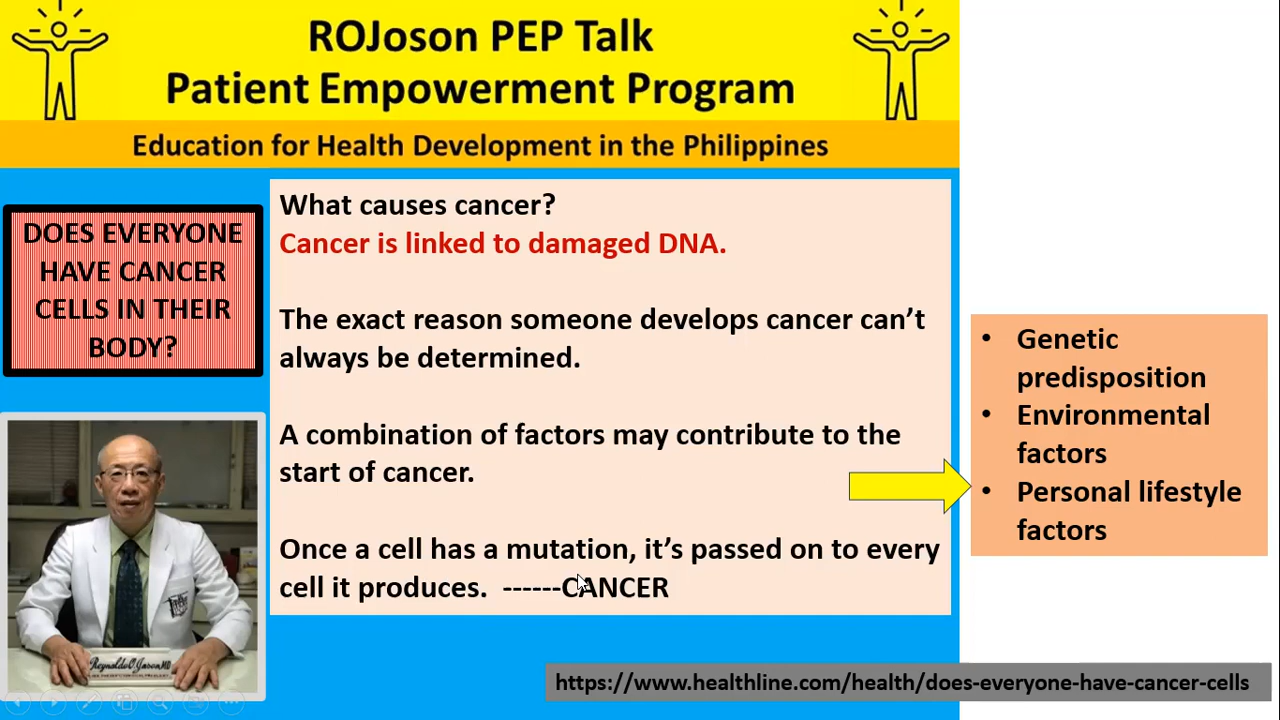 ROJoson PEP Talk
Patient Empowerment Program
Education for Health Development in the Philippines
DOES EVERYONE
HAVE CANCER
CELLS IN THEIR
BODY?
What causes cancer?
Cancer is linked to damaged DNA.
The exact reason someone develops cancer can't
always be determined.
A combination of factors may contribute to the
start of cancer.
Once a cell has a mutation, it's passed on to every
cell it produces. ------CANCER
• Genetic
predisposition
• Environmental
factors
• Personal lifestyle
factors
Reynaldo O. Joson, MD
https://www.healthline.com/health/does-everyone-have-cancer-cells